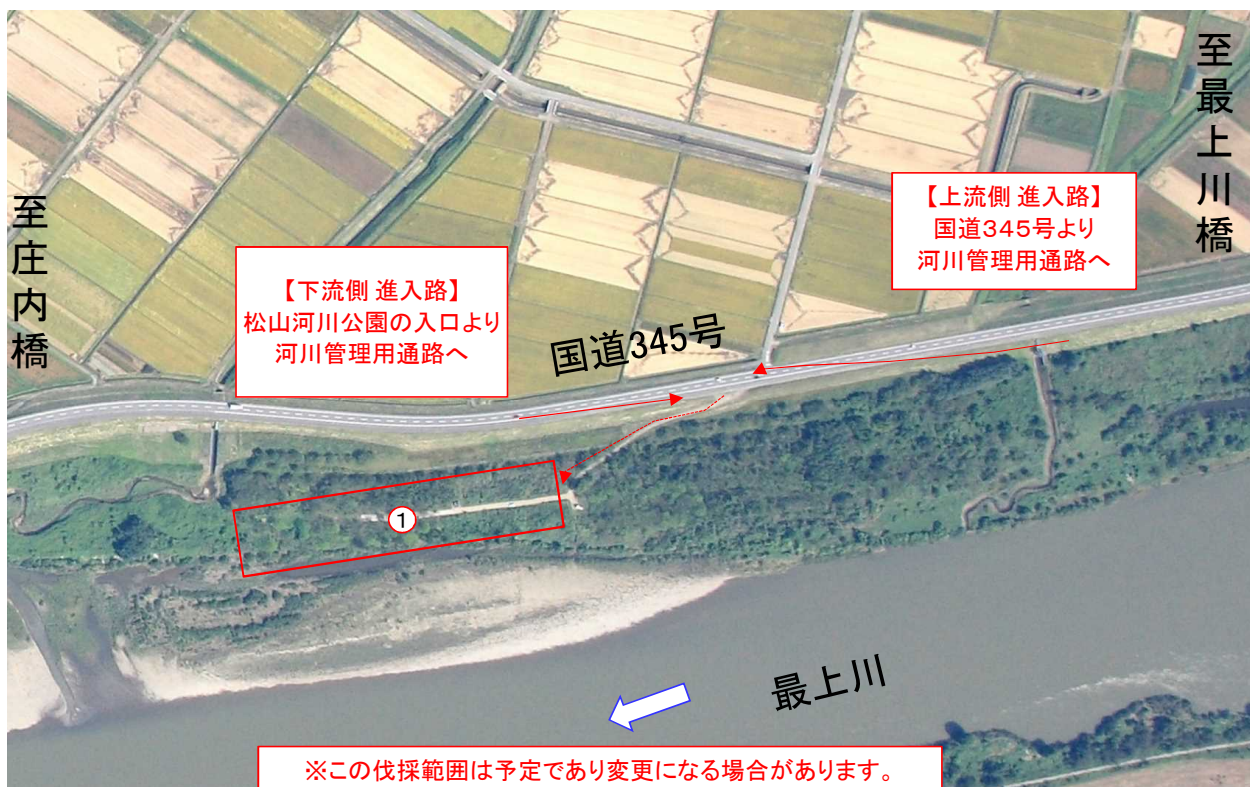 至庄内橋
至最上川橋
【上流側 進入路】
国道345号より
河川管理用通路へ
【下流側 進入路】
松山河川公園の入口より
河川管理用通路へ
国道345号
①
最上川
※この伐採範囲は予定であり変更になる場合があります。